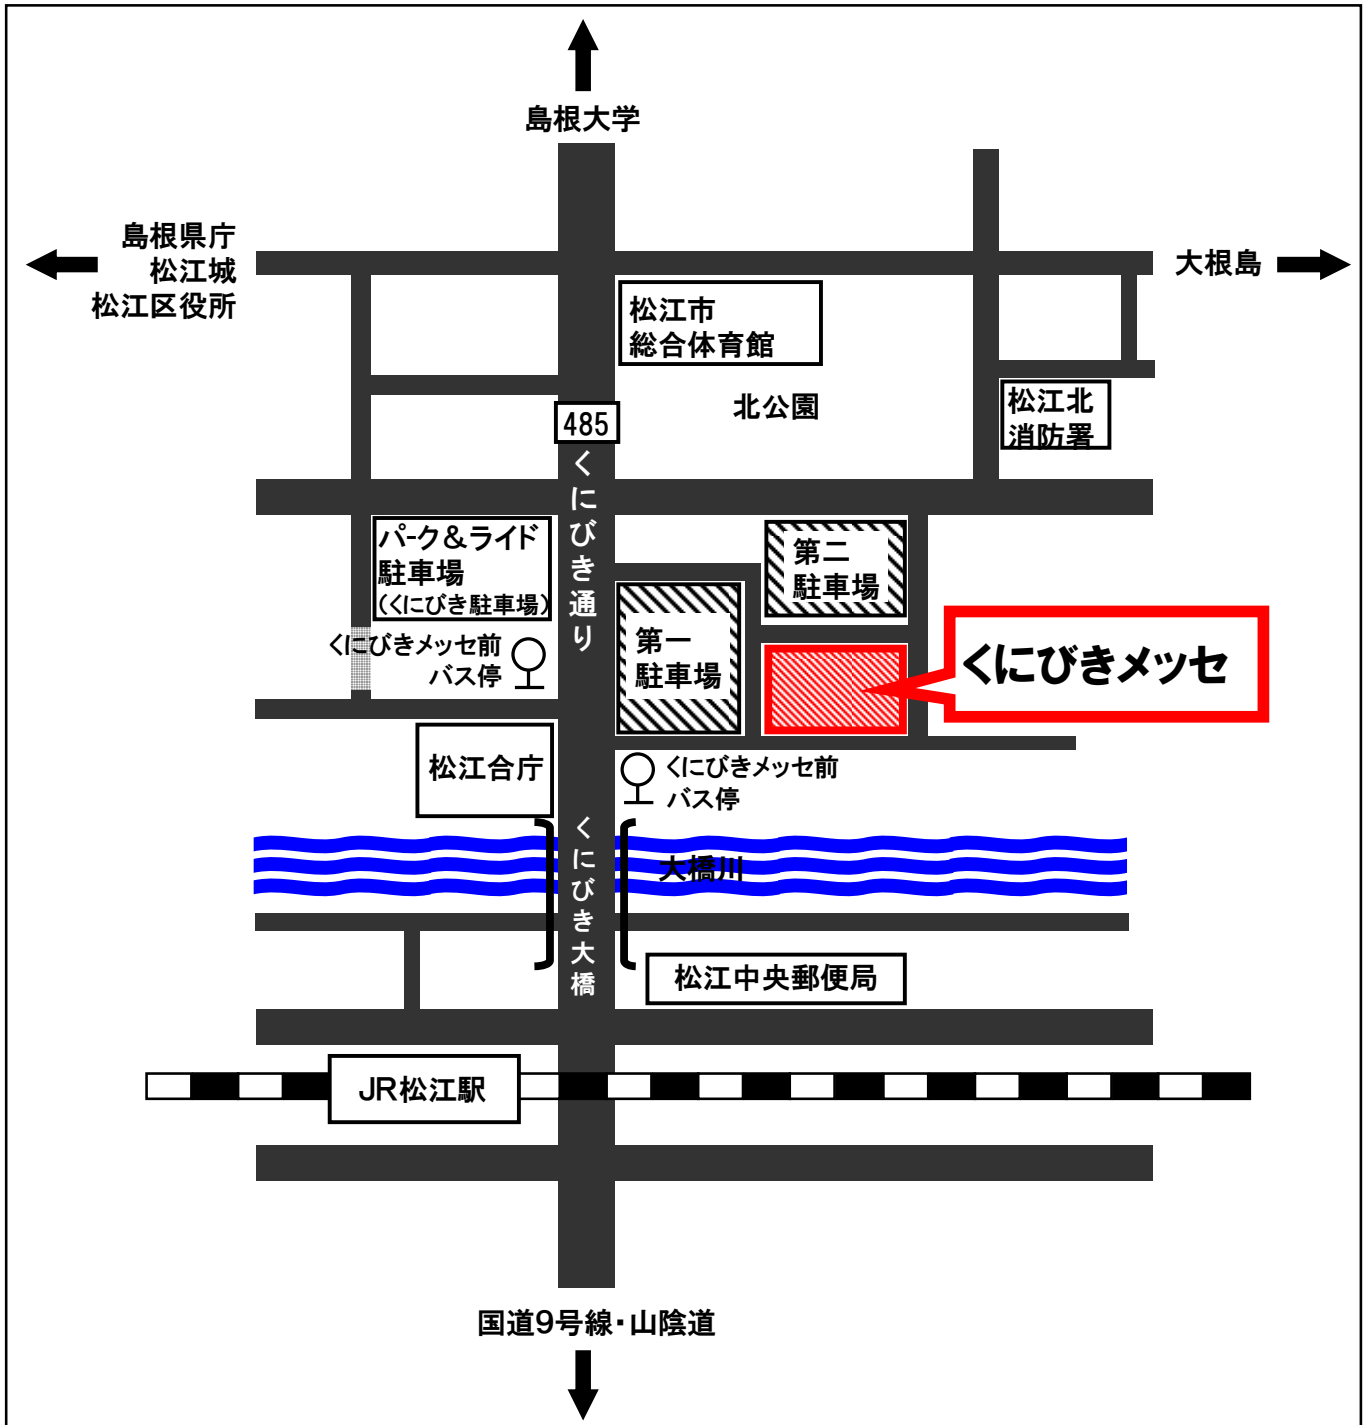 島根大学
島根県庁
松江城
松江区役所
大根島
松江市
総合体育館
北公園
松江北
消防署
485
くにびき通り
パーク&ライド
駐車場
(くにびき駐車場)
第二
駐車場
くにびきメッセ前
バス停
第一
駐車場
くにびきメッセ
松江合庁
くにびきメッセ前
バス停
くにびき大橋
大橋川
松江中央郵便局
JR松江駅
国道9号線・山陰道